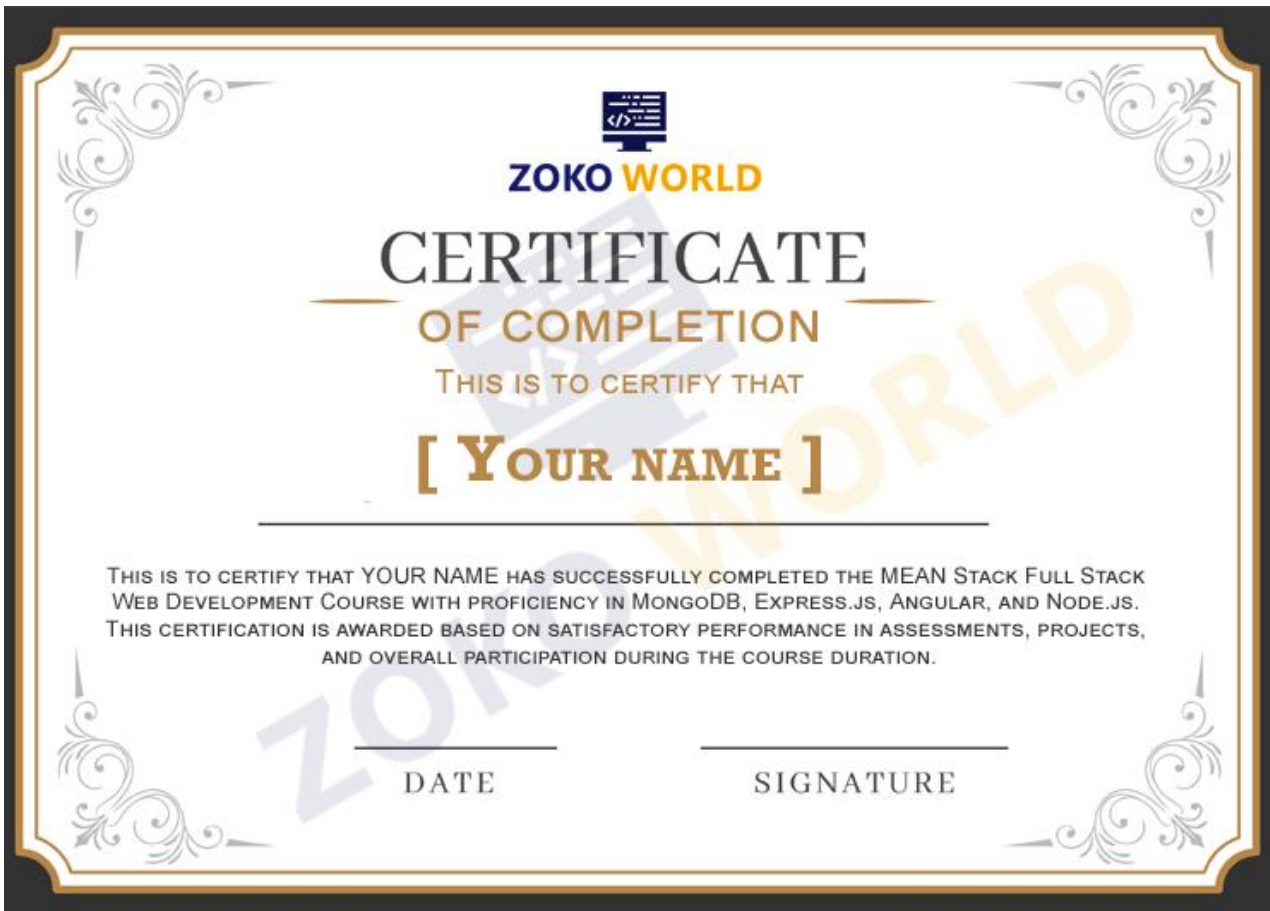 </>
ZOKO WORLD
CERTIFICATE
OF COMPLETION
THIS IS TO CERTIFY THAT
[ YOUR NAME ]
THIS IS TO CERTIFY THAT YOUR NAME HAS SUCCESSFULLY COMPLETED THE MEAN STACK FULL STACK
WEB DEVELOPMENT COURSE WITH PROFICIENCY IN MONGODB, EXPRESS.JS, ANGULAR, AND NODE.JS.
THIS CERTIFICATION IS AWARDED BASED ON SATISFACTORY PERFORMANCE IN ASSESSMENTS, PROJECTS,
AND OVERALL PARTICIPATION DURING THE COURSE DURATION.
DATE SIGNATURE
</>
ZOKO WORLD